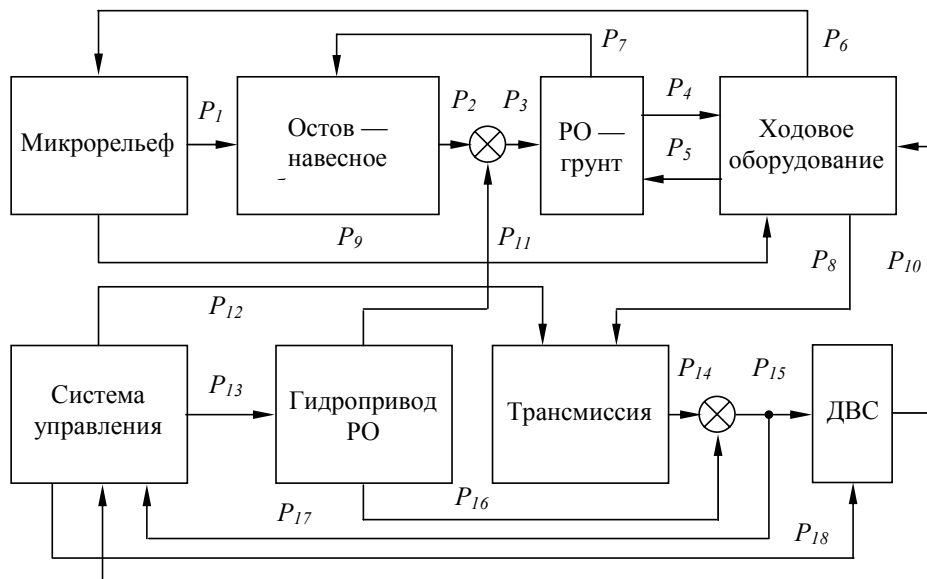 P7
P6
P1
P2
P3
P4
P5
Микрорельеф
Остов —
навесное
РО —
грунт
Ходовое
оборудование
P9
P11
P8
P10
P12
P13
P14
P15
Система
управления
Гидропривод
РО
Трансмиссия
ДВС
P17
P16
P18